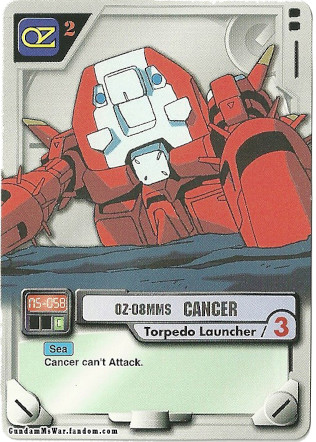 OZ 2
MS-058
C
OZ-08MMS CANCER
Torpedo Launcher / 3
Sea
Cancer can't Attack.
GundamMsWar.fandom.com